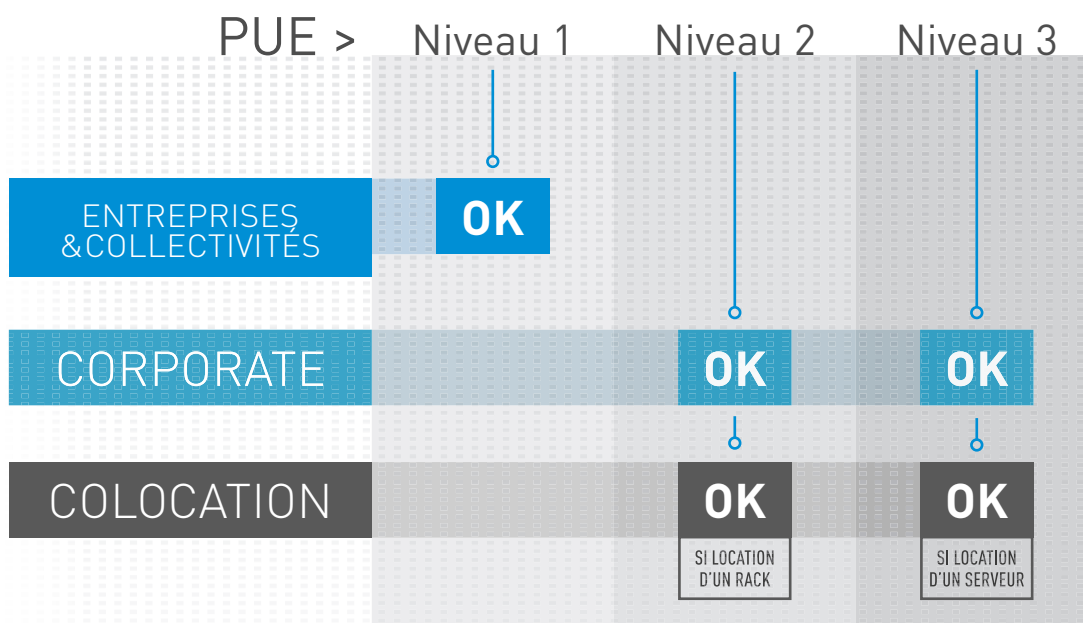 PUE > Niveau 1 Niveau 2 Niveau 3
ENTREPRISES
&COLLECTIVITÉS
OK
CORPORATE
OK OK
COLOCATION
OK OK
SI LOCATION
D'UN RACK
SI LOCATION
D'UN SERVEUR